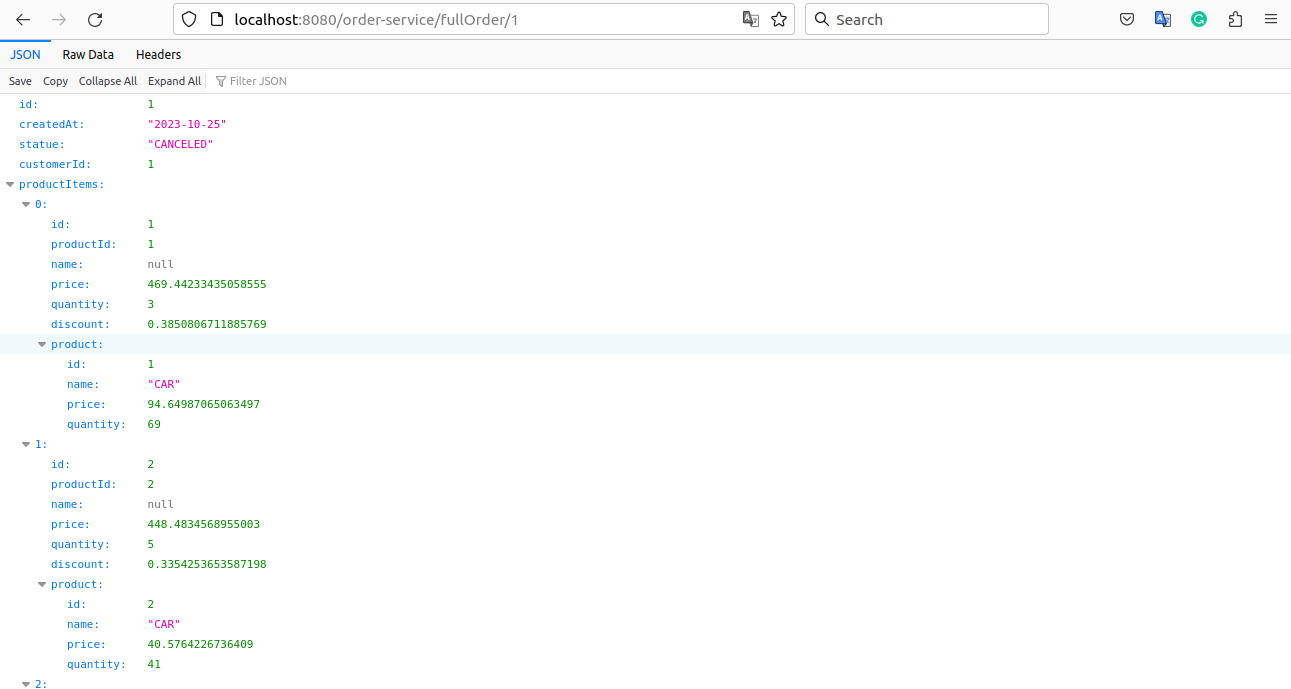 localhost:8080/order-service/fullOrder/1
Search
JSON Raw Data Headers
Save Copy Collapse All Expand All Filter JSON
id: 1
createdAt: "2023-10-25"
statue: "CANCELED"
customerId: 1
productItems:
0:
id: 1
productId: 1
name: null
price: 469.44233435058555
quantity: 3
discount: 0.3850806711885769
product:
id: 1
name: "CAR"
price: 94.64987065063497
quantity: 69
1:
id: 2
productId: 2
name: null
price: 448.4834568955003
quantity: 5
discount: 0.3354253653587198
product:
id: 2
name: "CAR"
price: 40.5764226736409
quantity: 41
2: